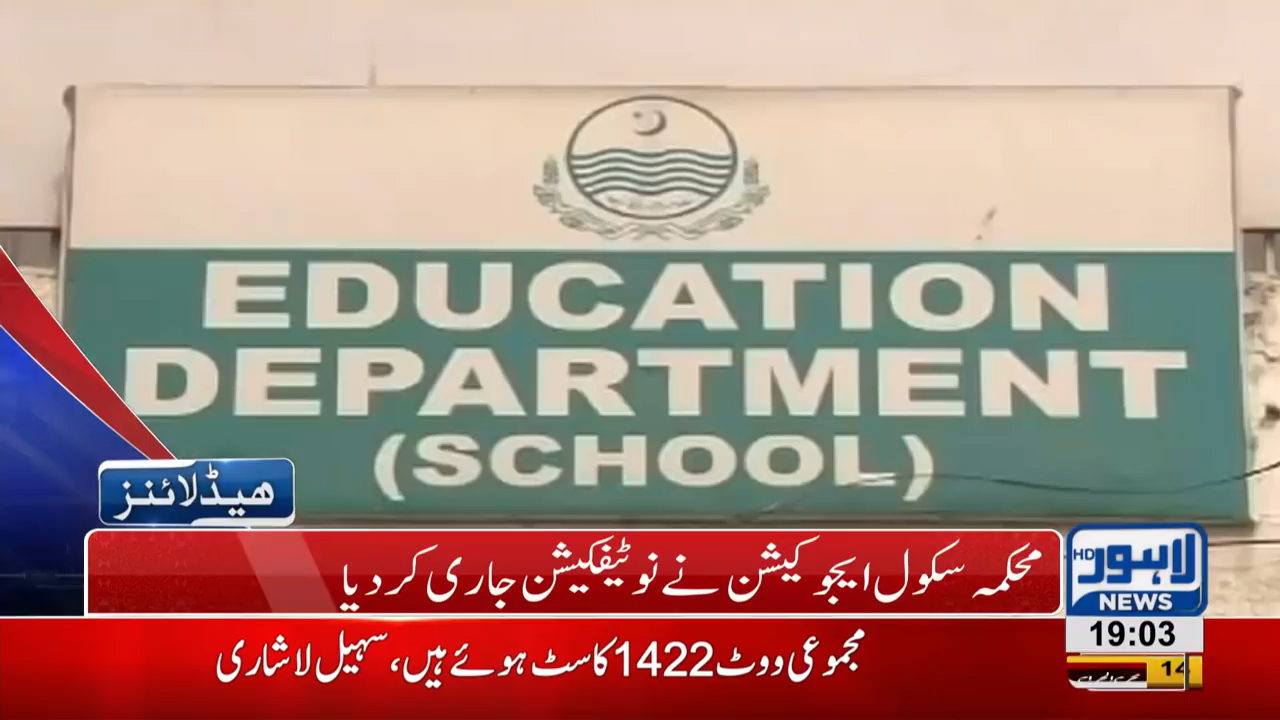 EDUCATION
DEPARTMENT
(SCHOOL)
ھیڈلائنز
محکمہ سکول ایجوکیشن نے نوٹیفکیشن جاری کر دیا
HD لاہور
NEWS
19:03
مجموعی ووٹ 1422 کاسٹ ہوئے ہیں، سہیل لاشاری
14